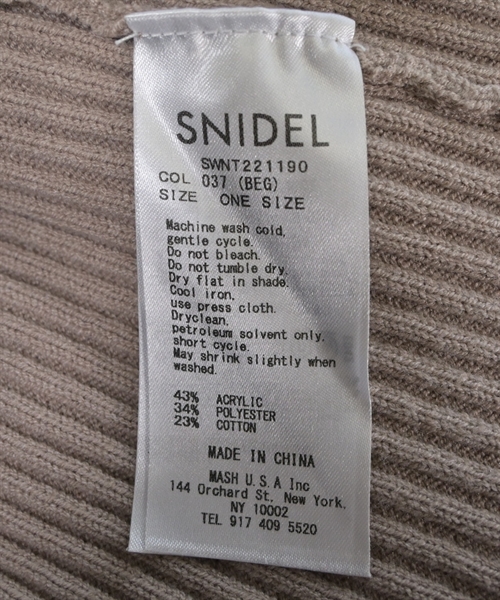 SNIDEL
SWNT221190
COL 037 (BEG)
SIZE ONE SIZE
Machine wash cold,
gentle cycle.
Do not bleach.
Do not tumble dry.
Dry flat in shade.
Cool iron,
use press cloth.
Dryclean,
petroleum solvent only.
short cycle.
May shrink slightly when
washed.
43% ACRYLIC
34% POLYESTER
23% COTTON
MADE IN CHINA
MASH U.S.A Inc
144 Orchard St, New York,
NY 10002
TEL 917 409 5520